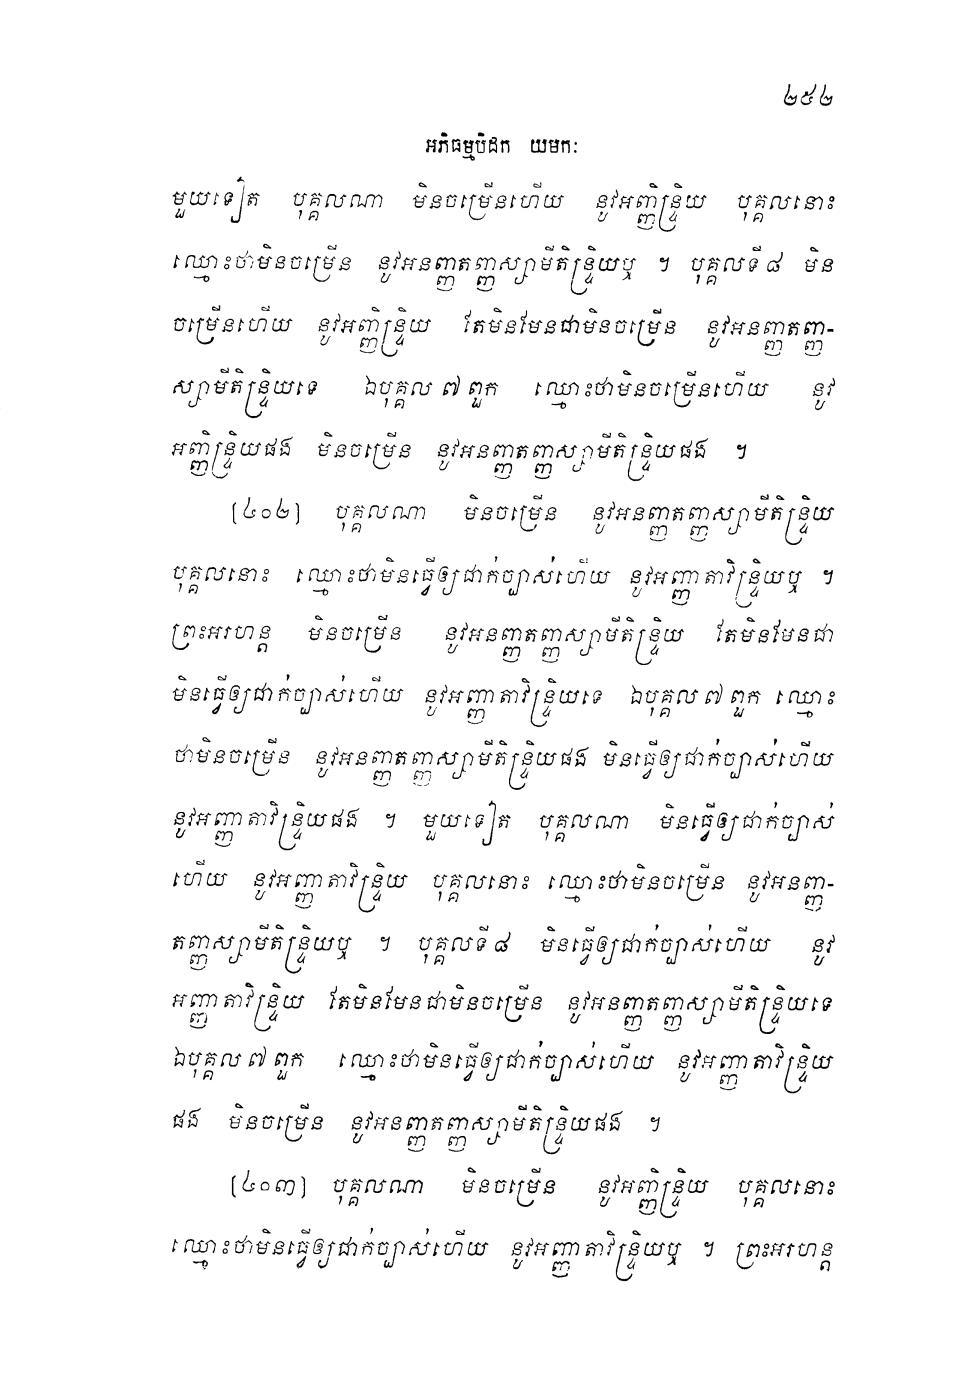 ២៥២
អភិធម្មបិដក យមកៈ
មួយទៀត បុគ្គលណា មិនចម្រើនហើយ នូវអញ្ញិន្ទ្រិយ បុគ្គលនោះ
ឈ្មោះថាមិនចម្រើន នូវអនញ្ញាតញ្ញាស្សាមីតិន្ទ្រិយឬ ។ បុគ្គលទី៨ មិន
ចម្រើនហើយ នូវអញ្ញិន្ទ្រិយ តែមិនមែនជាមិនចម្រើន នូវអនញ្ញាតញ្ញា-
ស្សាមីតិន្ទ្រិយទេ ឯបុគ្គល ៧ ពួក ឈ្មោះថាមិនចម្រើនហើយ នូវ
អញ្ញិន្ទ្រិយផង មិនចម្រើន នូវអនញ្ញាតញ្ញាស្សាមីតិន្ទ្រិយផង ។
[៤០២] បុគ្គលណា មិនចម្រើន នូវអនញ្ញាតញ្ញាស្សាមីតិន្ទ្រិយ
បុគ្គលនោះ ឈ្មោះថាមិនធ្វើឲ្យជាក់ច្បាស់ហើយ នូវអញ្ញាតាវិន្ទ្រិយឬ ។
ព្រះអរហន្ត មិនចម្រើន នូវអនញ្ញាតញ្ញាស្សាមីតិន្ទ្រិយ តែមិនមែនជា
មិនធ្វើឲ្យជាក់ច្បាស់ហើយ នូវអញ្ញាតាវិន្ទ្រិយទេ ឯបុគ្គល ៧ ពួក ឈ្មោះ
ថាមិនចម្រើន នូវអនញ្ញាតញ្ញាស្សាមីតិន្ទ្រិយផង មិនធ្វើឲ្យជាក់ច្បាស់ហើយ
នូវអញ្ញាតាវិន្ទ្រិយផង ។ មួយទៀត បុគ្គលណា មិនធ្វើឲ្យជាក់ច្បាស់
ហើយ នូវអញ្ញាតាវិន្ទ្រិយ បុគ្គលនោះ ឈ្មោះថាមិនចម្រើន នូវអនញ្ញា-
តញ្ញាស្សាមីតិន្ទ្រិយឬ ។ បុគ្គលទី៨ មិនធ្វើឲ្យជាក់ច្បាស់ហើយ នូវ
អញ្ញាតាវិន្ទ្រិយ តែមិនមែនជាមិនចម្រើន នូវអនញ្ញាតញ្ញាស្សាមីតិន្ទ្រិយទេ
ឯបុគ្គល ៧ ពួក ឈ្មោះថាមិនធ្វើឲ្យជាក់ច្បាស់ហើយ នូវអញ្ញាតាវិន្ទ្រិយ
ផង មិនចម្រើន នូវអនញ្ញាតញ្ញាស្សាមីតិន្ទ្រិយផង ។
[៤០៣] បុគ្គលណា មិនចម្រើន នូវអញ្ញិន្ទ្រិយ បុគ្គលនោះ
ឈ្មោះថាមិនធ្វើឲ្យជាក់ច្បាស់ហើយ នូវអញ្ញាតាវិន្ទ្រិយឬ ។ ព្រះអរហន្ត